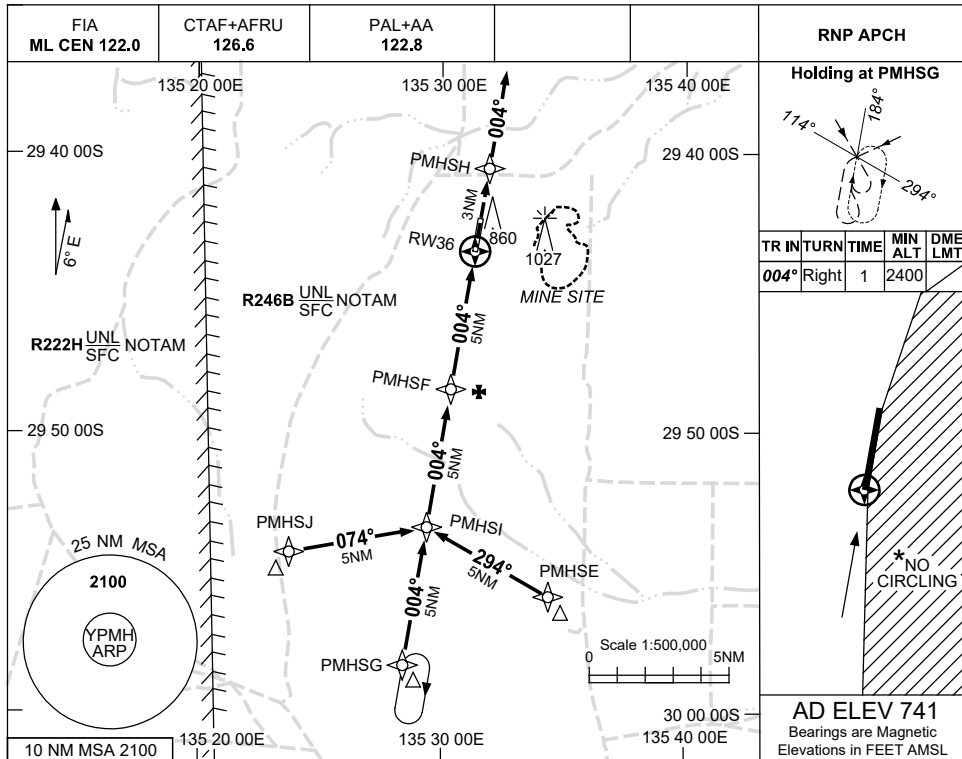 FIA
ML CEN 122.0
CTAF+AFRU
126.6
PAL+AA
122.8
RNP APCH
135 20 00E
135 30 00E
135 40 00E
004°
Holding at PMHSG
184°
114°
294°
29 40 00S
29 40 00S
PMHSH
3NM
6° E
RW36
860
1027
MINE SITE
TR IN TURN TIME MIN ALT DME LMT
004° Right 1 2400
R246B UNL
SFC NOTAM
R222H UNL
SFC NOTAM
004°
5NM
PMHSF
29 50 00S
29 50 00S
004°
5NM
PMHSJ
074°
5NM
PMHSI
294°
5NM
PMHSE
25 NM MSA
2100
YPMH
ARP
004°
5NM
PMHSG
Scale 1:500,000
0 5NM
*NO
CIRCLING
30 00 00S
10 NM MSA 2100
135 20 00E
135 30 00E
135 40 00E
AD ELEV 741
Bearings are Magnetic
Elevations in FEET AMSL